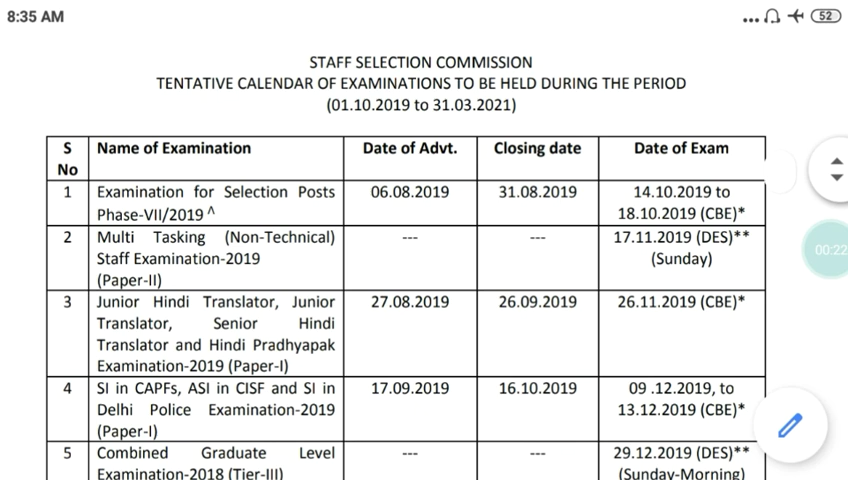 8:35 AM
... 52
STAFF SELECTION COMMISSION
TENTATIVE CALENDAR OF EXAMINATIONS TO BE HELD DURING THE PERIOD
(01.10.2019 to 31.03.2021)
S No Name of Examination Date of Advt. Closing date Date of Exam
1 Examination for Selection Posts 06.08.2019 31.08.2019 14.10.2019 to
Phase-VII/2019 ^ 18.10.2019 (CBE)*
2 Multi Tasking (Non-Technical) --- --- 17.11.2019 (DES)**
Staff Examination-2019 (Sunday)
(Paper-II)
3 Junior Hindi Translator, Junior 27.08.2019 26.09.2019 26.11.2019 (CBE)*
Translator, Senior Hindi
Translator and Hindi Pradhyapak
Examination-2019 (Paper-I)
4 SI in CAPFs, ASI in CISF and SI in 17.09.2019 16.10.2019 09 .12.2019, to
Delhi Police Examination-2019 13.12.2019 (CBE)*
(Paper-I)
5 Combined Graduate Level --- --- 29.12.2019 (DES)**
Examination-2018 (Tier-III) (Sunday-Morning)
00:22